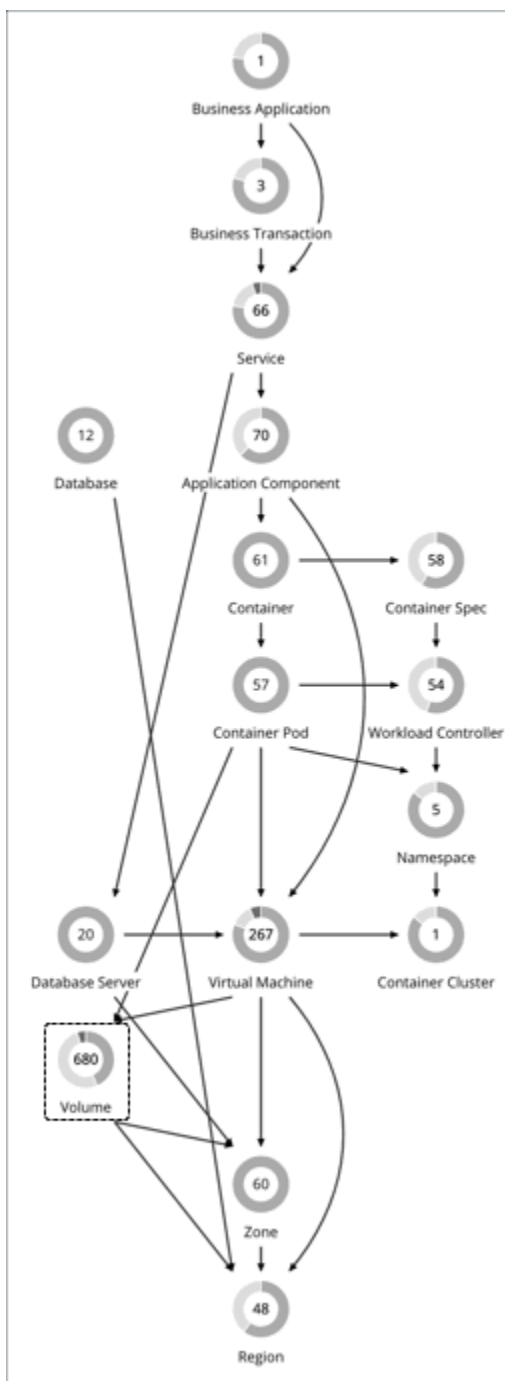 1
Business Application
3
Business Transaction
66
Service
12
Database
70
Application Component
61
Container
58
Container Spec
57
Container Pod
54
Workload Controller
5
Namespace
20
Database Server
267
Virtual Machine
1
Container Cluster
680
Volume
60
Zone
48
Region